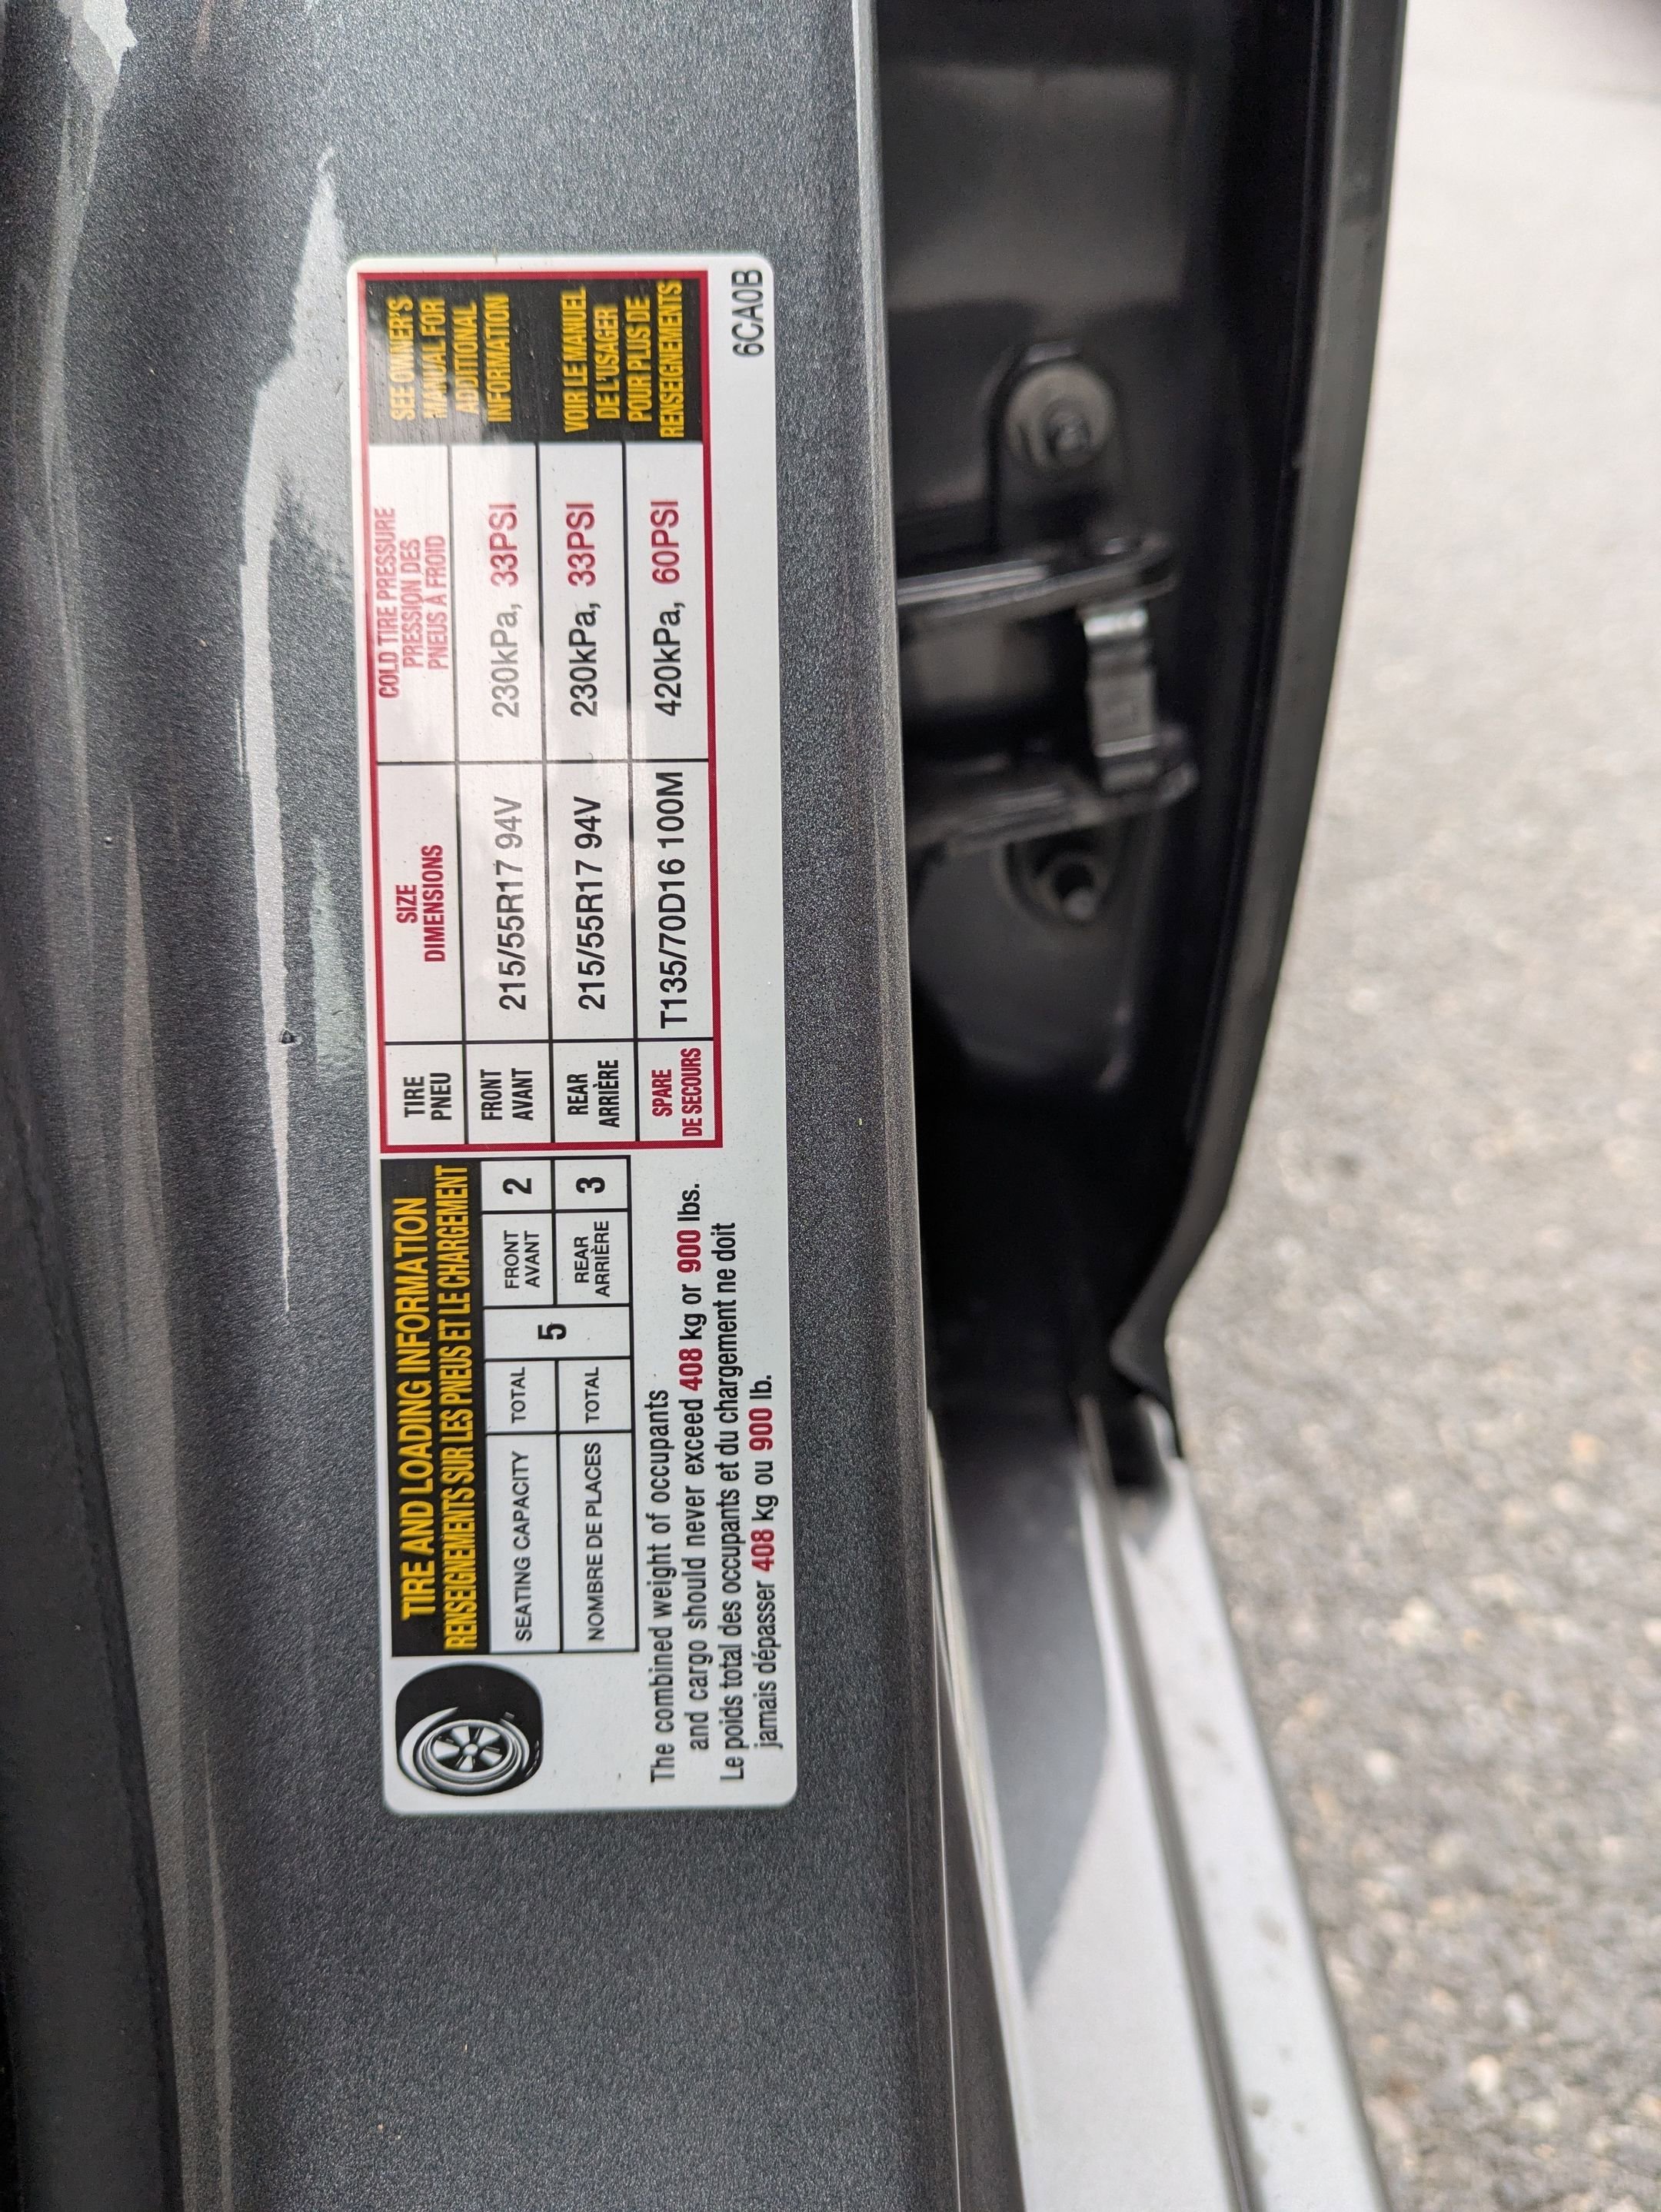 TIRE AND LOADING INFORMATION
RENSEIGNEMENTS SUR LES PNEUS ET LE CHARGEMENT
SEATING CAPACITY TOTAL 5 FRONT 2
AVANT
NOMBRE DE PLACES TOTAL REAR 3
ARRIÈRE
The combined weight of occupants
and cargo should never exceed 408 kg or 900 lbs.
Le poids total des occupants et du chargement ne doit
jamais dépasser 408 kg ou 900 lb.
TIRE
PNEU
SIZE
DIMENSIONS
COLD TIRE PRESSURE
PRESSION DES
PNEUS À FROID
FRONT
AVANT
215/55R17 94V
230kPa, 33PSI
REAR
ARRIÈRE
215/55R17 94V
230kPa, 33PSI
SPARE
DE SECOURS
T135/70D16 100M
420kPa, 60PSI
SEE OWNER'S
MANUAL FOR
ADDITIONAL
INFORMATION
VOIR LE MANUEL
DE L'USAGER
POUR PLUS DE
RENSEIGNEMENTS
6CA0B